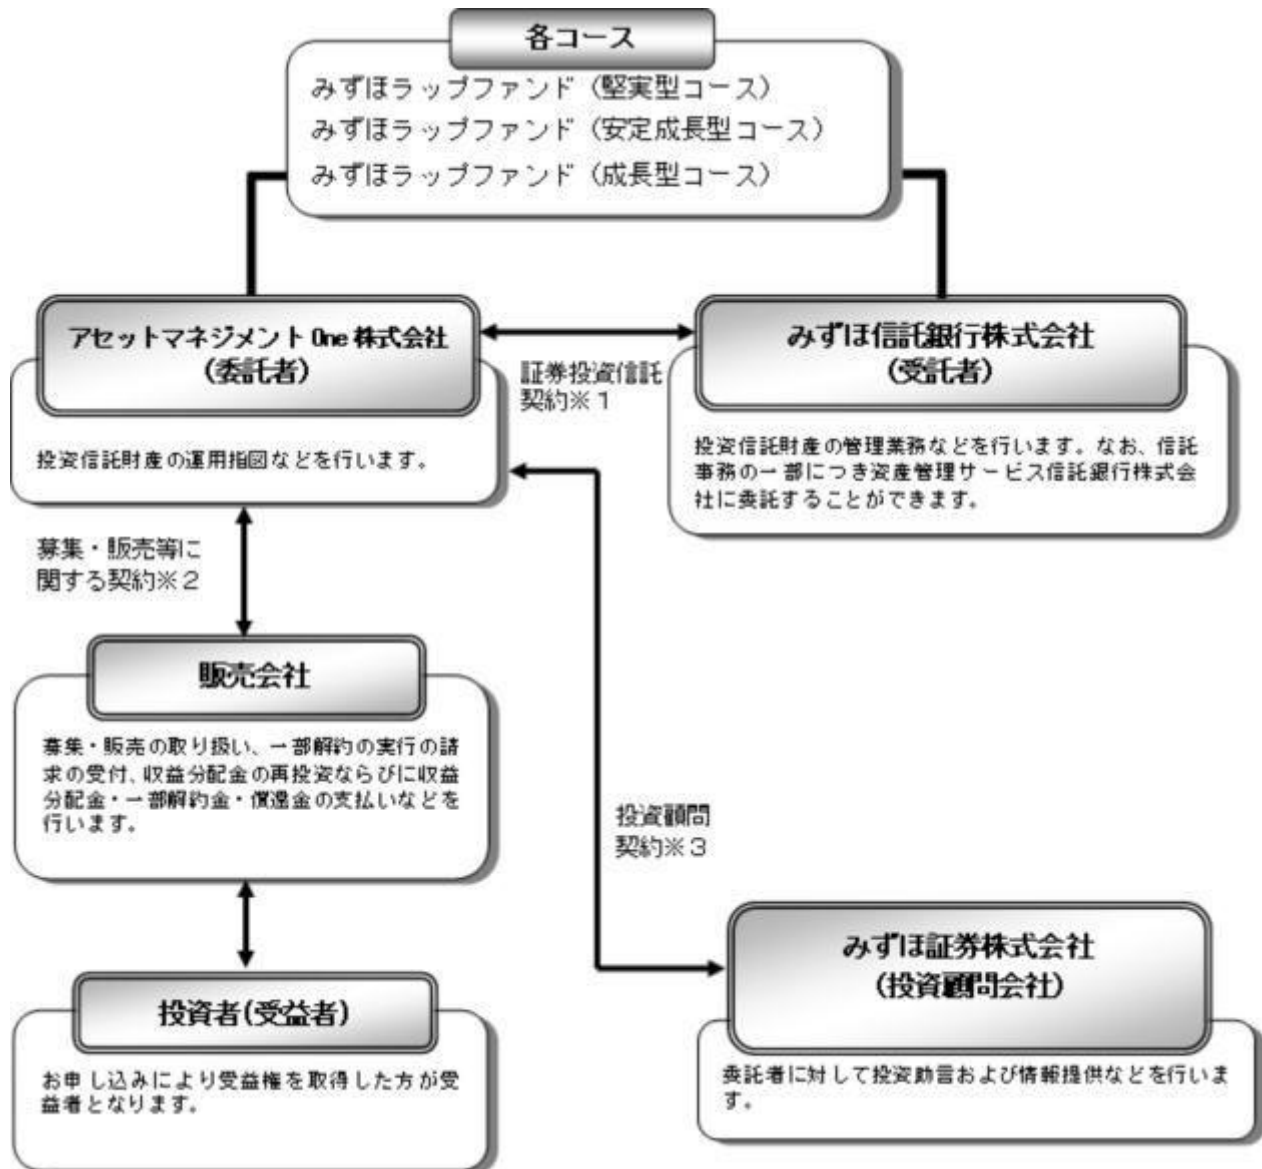 各コース
みずほラップファンド（堅実型コース）
みずほラップファンド（安定成長型コース）
みずほラップファンド（成長型コース）
アセットマネジメント One 株式会社
（委託者）
投資信託財産の運用指図などを行います。
証券投資信託
契約※１
みずほ信託銀行株式会社
（受託者）
投資信託財産の管理業務などを行います。なお、信託
事務の一部につき資産管理サービス信託銀行株式会
社に委託することができます。
募集・販売等に
関する契約※２
販売会社
募集・販売の取り扱い、一部解約の実行の請
求の受付、収益分配金の再投資ならびに収益
分配金・一部解約金・償還金の支払いなどを
行います。
投資顧問
契約※３
みずほ証券株式会社
（投資顧問会社）
委託者に対して投資助言および情報提供などを行いま
す。
投資者(受益者)
お申し込みにより受益権を取得した方が受
益者となります。